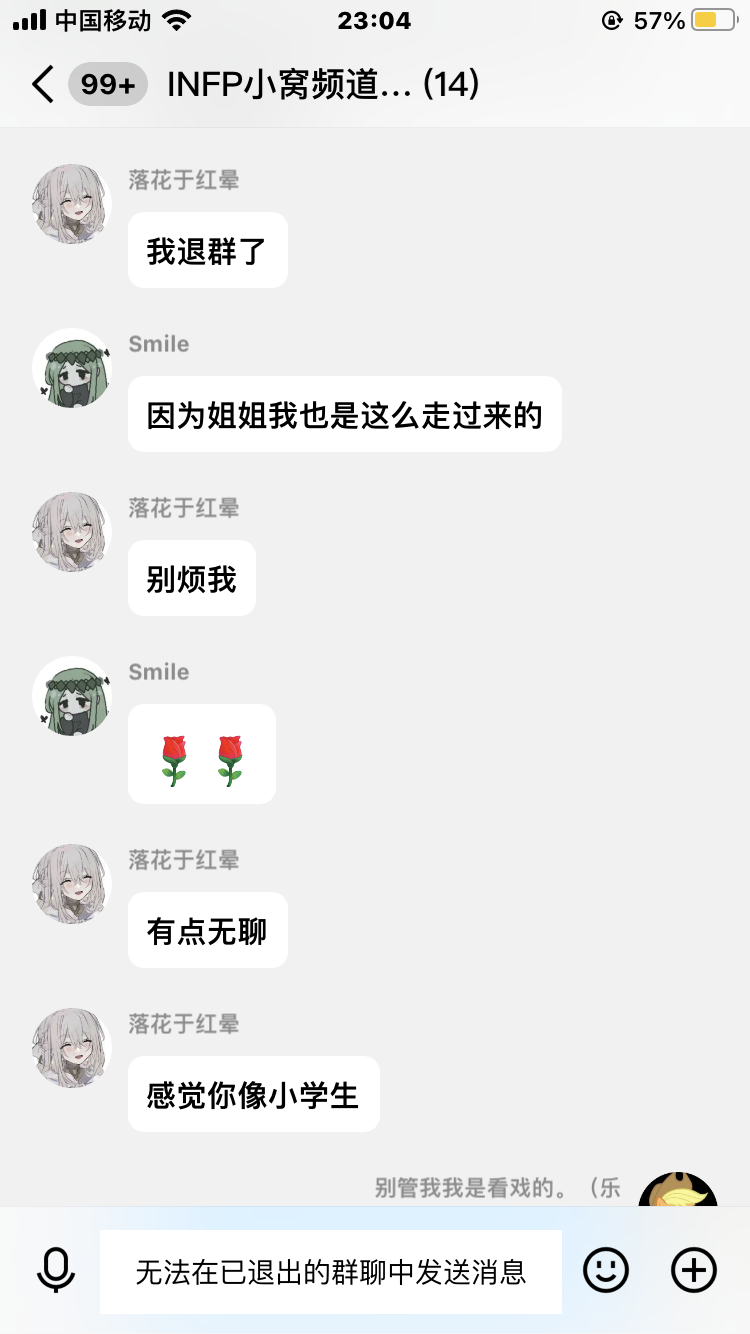 中国移动 23:04 57%
99+ INFP小窝频道... (14)
落花于红晕
我退群了
Smile
因为姐姐我也是这么走过来的
落花于红晕
别烦我
Smile
🌹🌹
落花于红晕
有点无聊
落花于红晕
感觉你像小学生
别管我我是看戏的。（乐
无法在已退出的群聊中发送消息